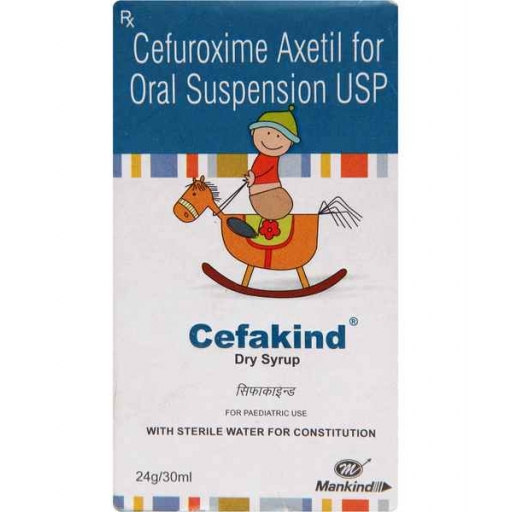 Rx
Cefuroxime Axetil for
Oral Suspension USP
Cefakind®
Dry Syrup
सिफाकाइन्ड
FOR PAEDIATRIC USE
WITH STERILE WATER FOR CONSTITUTION
24g/30ml
m
Mankind